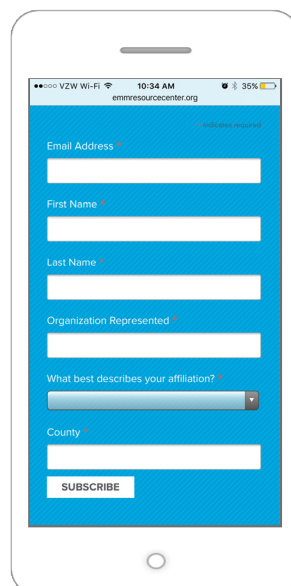 ●●○○○ VZW Wi-Fi 10:34 AM 35%
emmresourcecenter.org
* indicates required
Email Address *
First Name *
Last Name *
Organization Represented *
What best describes your affiliation? *
County *
SUBSCRIBE